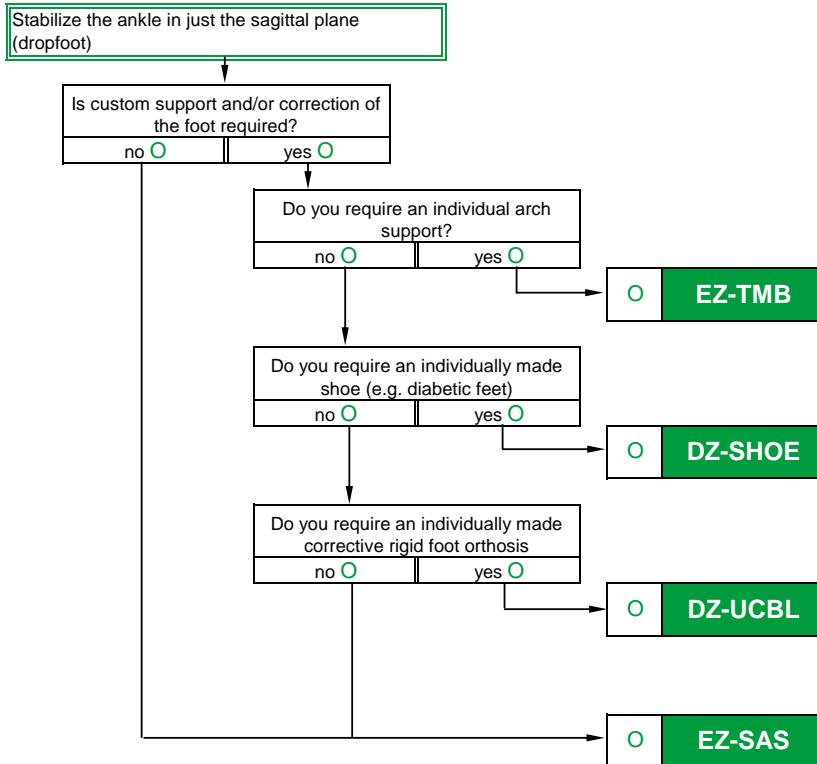 Stabilize the ankle in just the sagittal plane
(dropfoot)
Is custom support and/or correction of
the foot required?
no O yes O
Do you require an individual arch
support?
no O yes O
O EZ-TMB
Do you require an individually made
shoe (e.g. diabetic feet)
no O yes O
O DZ-SHOE
Do you require an individually made
corrective rigid foot orthosis
no O yes O
O DZ-UCBL
O EZ-SAS